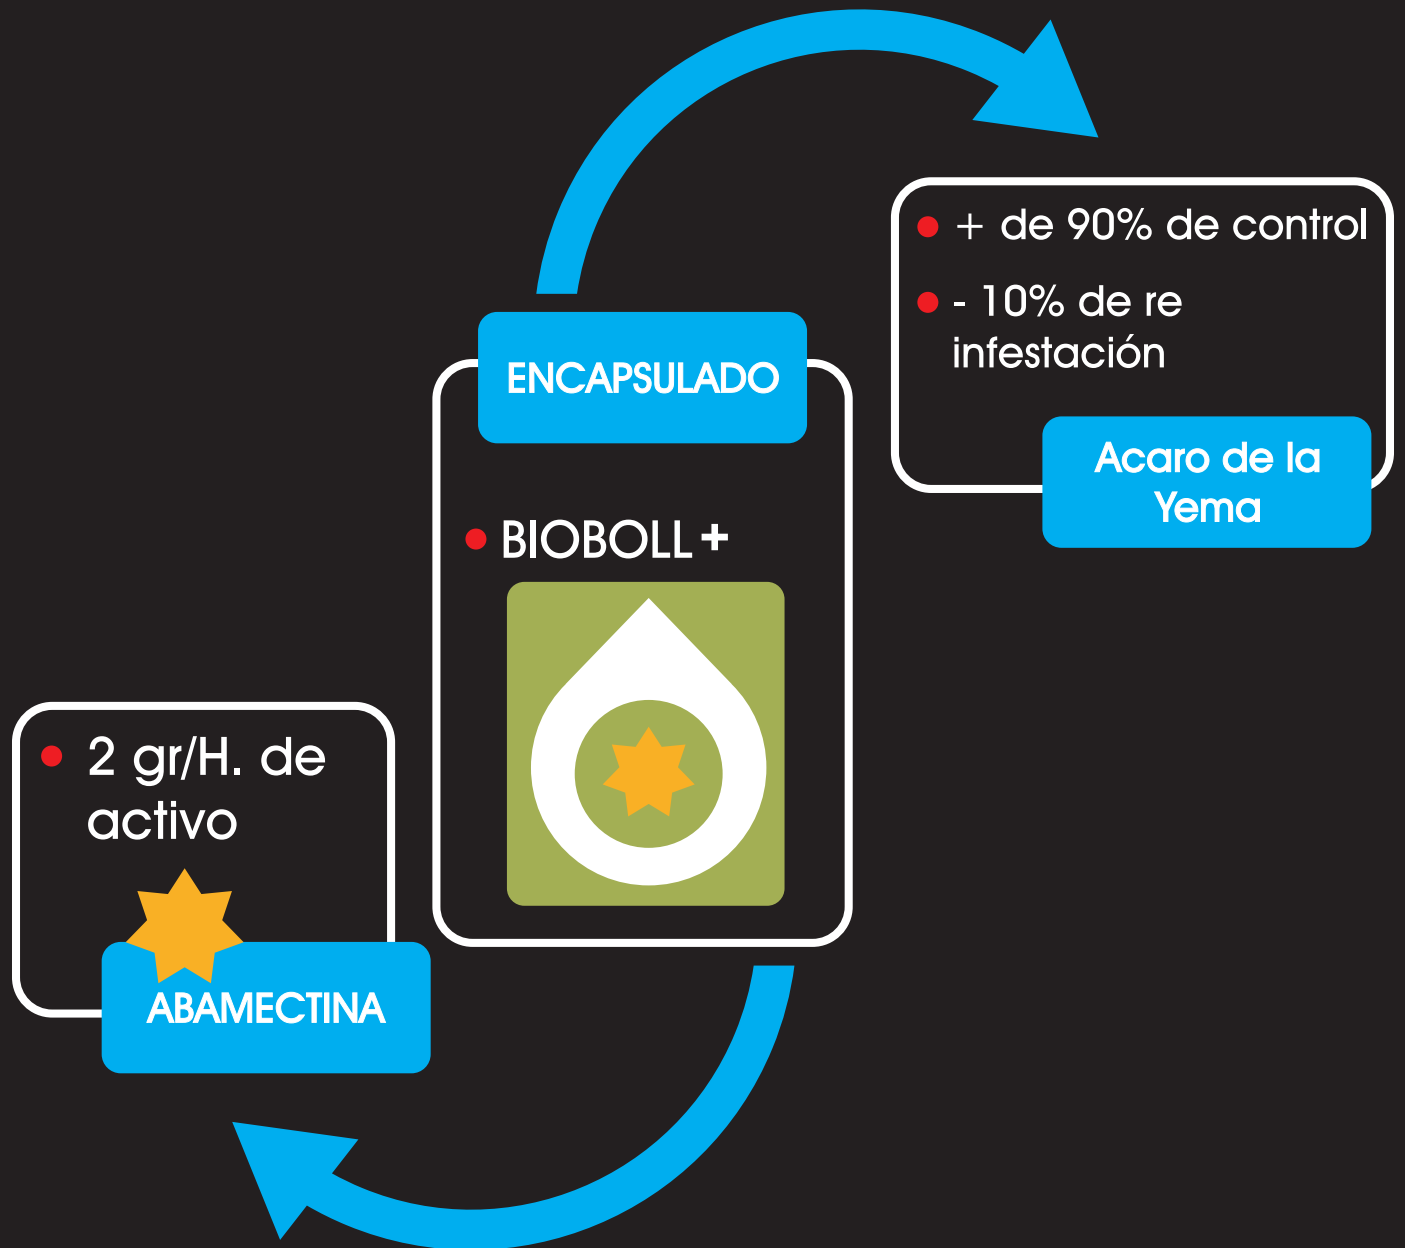 + de 90% de control
- 10% de re
infestación
Acaro de la
Yema
ENCAPSULADO
BIOBOLL +
2 gr/H. de
activo
ABAMECTINA